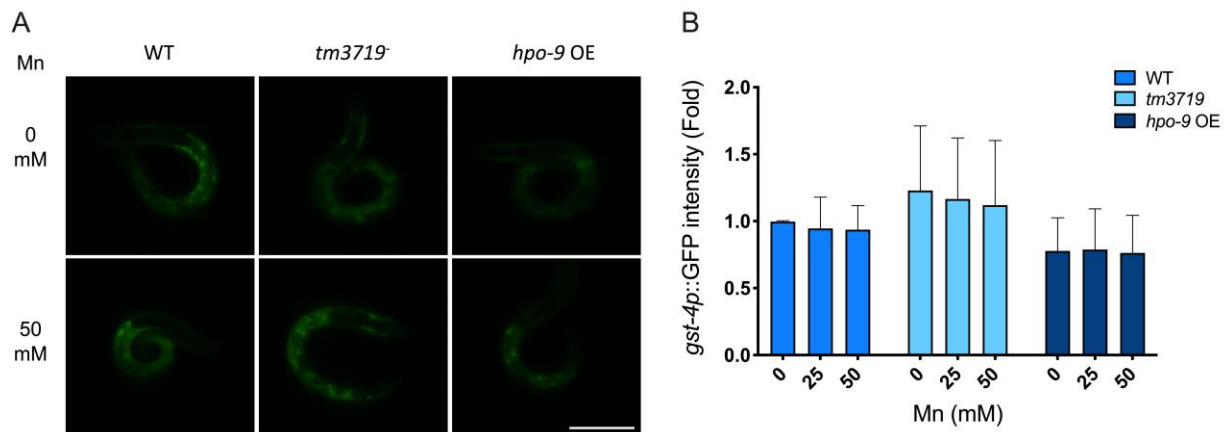 A
Mn
WT
tm3719-
hpo-9 OE
0
mM
50
mM
B
WT
tm3719
hpo-9 OE
gst-4p::GFP intensity (Fold)
2.0
1.5
1.0
0.5
0.0
0 25 50 0 25 50 0 25 50
Mn (mM)